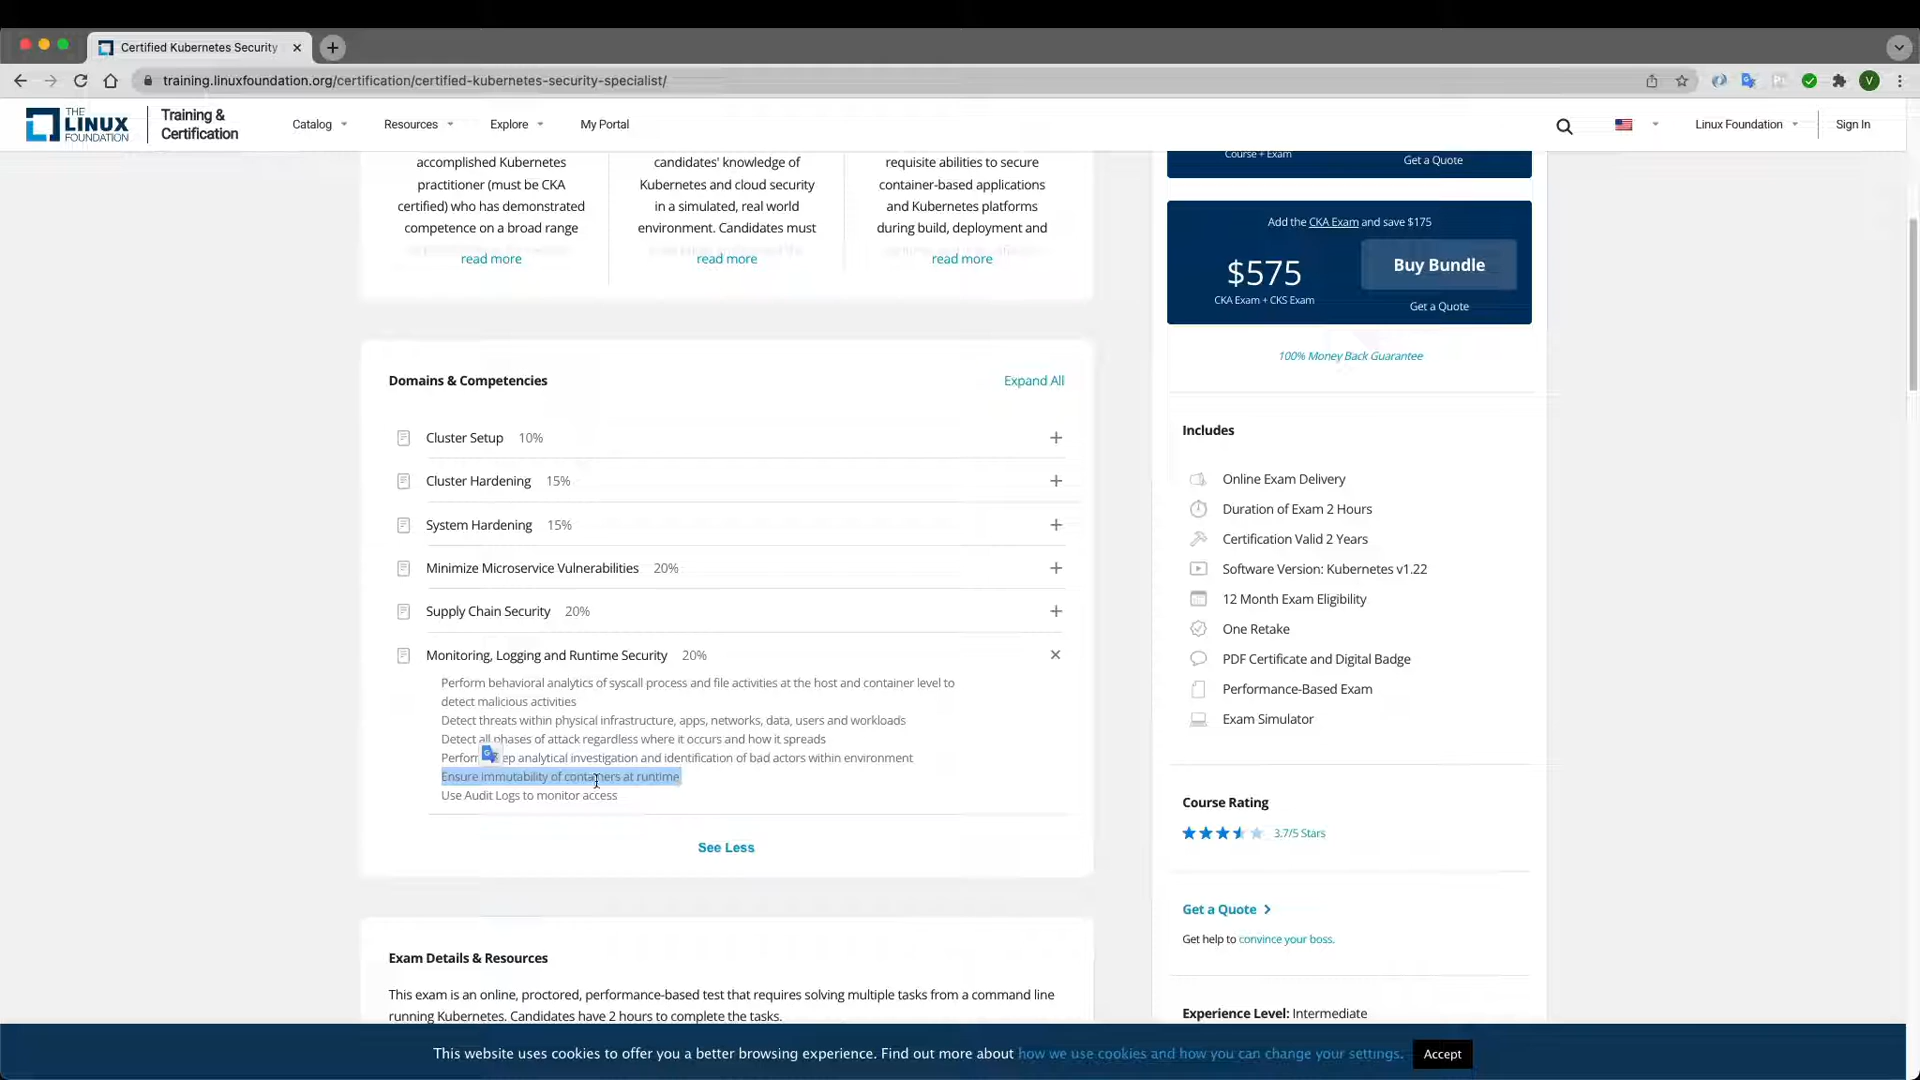 Certified Kubernetes Security
training.linuxfoundation.org/certification/certified-kubernetes-security-specialist/
V
THE
LINUX
FOUNDATION
Training &
Certification
Catalog
Resources
Explore
My Portal
Linux Foundation
Sign In
accomplished Kubernetes
practitioner (must be CKA
certified) who has demonstrated
competence on a broad range
read more
candidates' knowledge of
Kubernetes and cloud security
in a simulated, real world
environment. Candidates must
read more
requisite abilities to secure
container-based applications
and Kubernetes platforms
during build, deployment and
read more
Course + Exam
Get a Quote
Add the CKA Exam and save $175
$575
CKA Exam + CKS Exam
Buy Bundle
Get a Quote
100% Money Back Guarantee
Domains & Competencies
Expand All
Cluster Setup 10%
Cluster Hardening 15%
System Hardening 15%
Minimize Microservice Vulnerabilities 20%
Supply Chain Security 20%
Monitoring, Logging and Runtime Security 20%
Perform behavioral analytics of syscall process and file activities at the host and container level to
detect malicious activities
Detect threats within physical infrastructure, apps, networks, data, users and workloads
Detect all phases of attack regardless where it occurs and how it spreads
analytical investigation and identification of bad actors within environment
Ensure immutability of containers at runtime
Use Audit Logs to monitor access
See Less
Includes
Online Exam Delivery
Duration of Exam 2 Hours
Certification Valid 2 Years
Software Version: Kubernetes v1.22
12 Month Exam Eligibility
One Retake
PDF Certificate and Digital Badge
Performance-Based Exam
Exam Simulator
Course Rating
3.7/5 Stars
Get a Quote
Get help to convince your boss.
Experience Level: Intermediate
Exam Details & Resources
This exam is an online, proctored, performance-based test that requires solving multiple tasks from a command line
running Kubernetes. Candidates have 2 hours to complete the tasks.
This website uses cookies to offer you a better browsing experience. Find out more about how we use cookies and how you can change your settings.
Accept